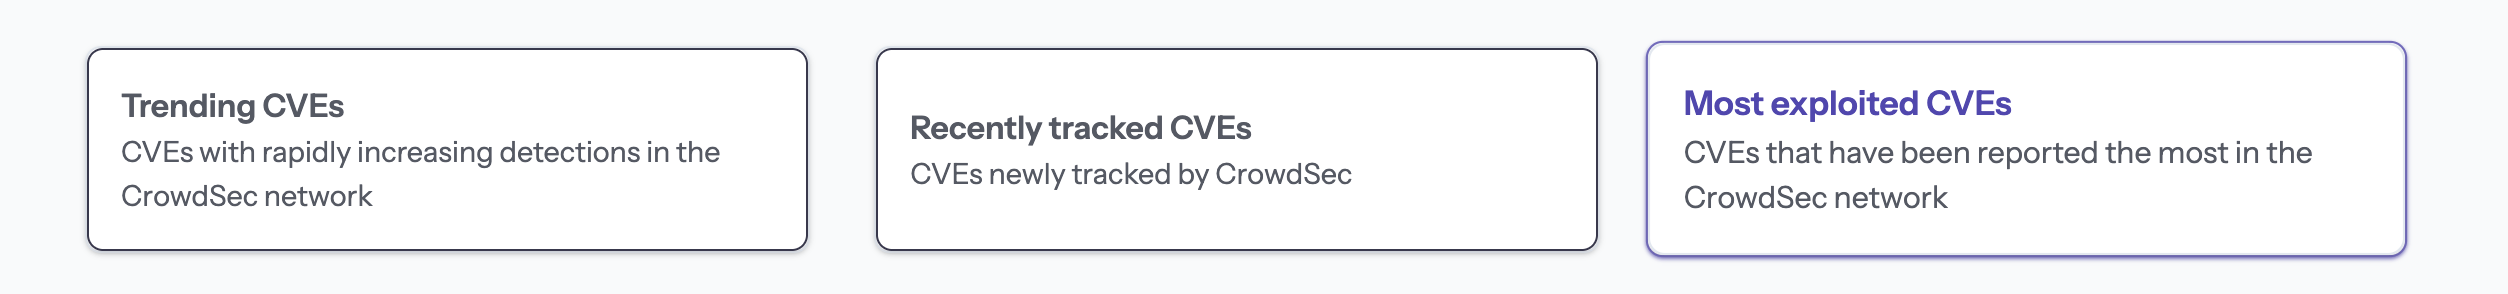 Trending CVEs
CVEs with rapidly increasing detections in the
CrowdSec network
Recently tracked CVEs
CVEs newly tracked by CrowdSec
Most exploited CVEs
CVEs that have been reported the most in the
CrowdSec network